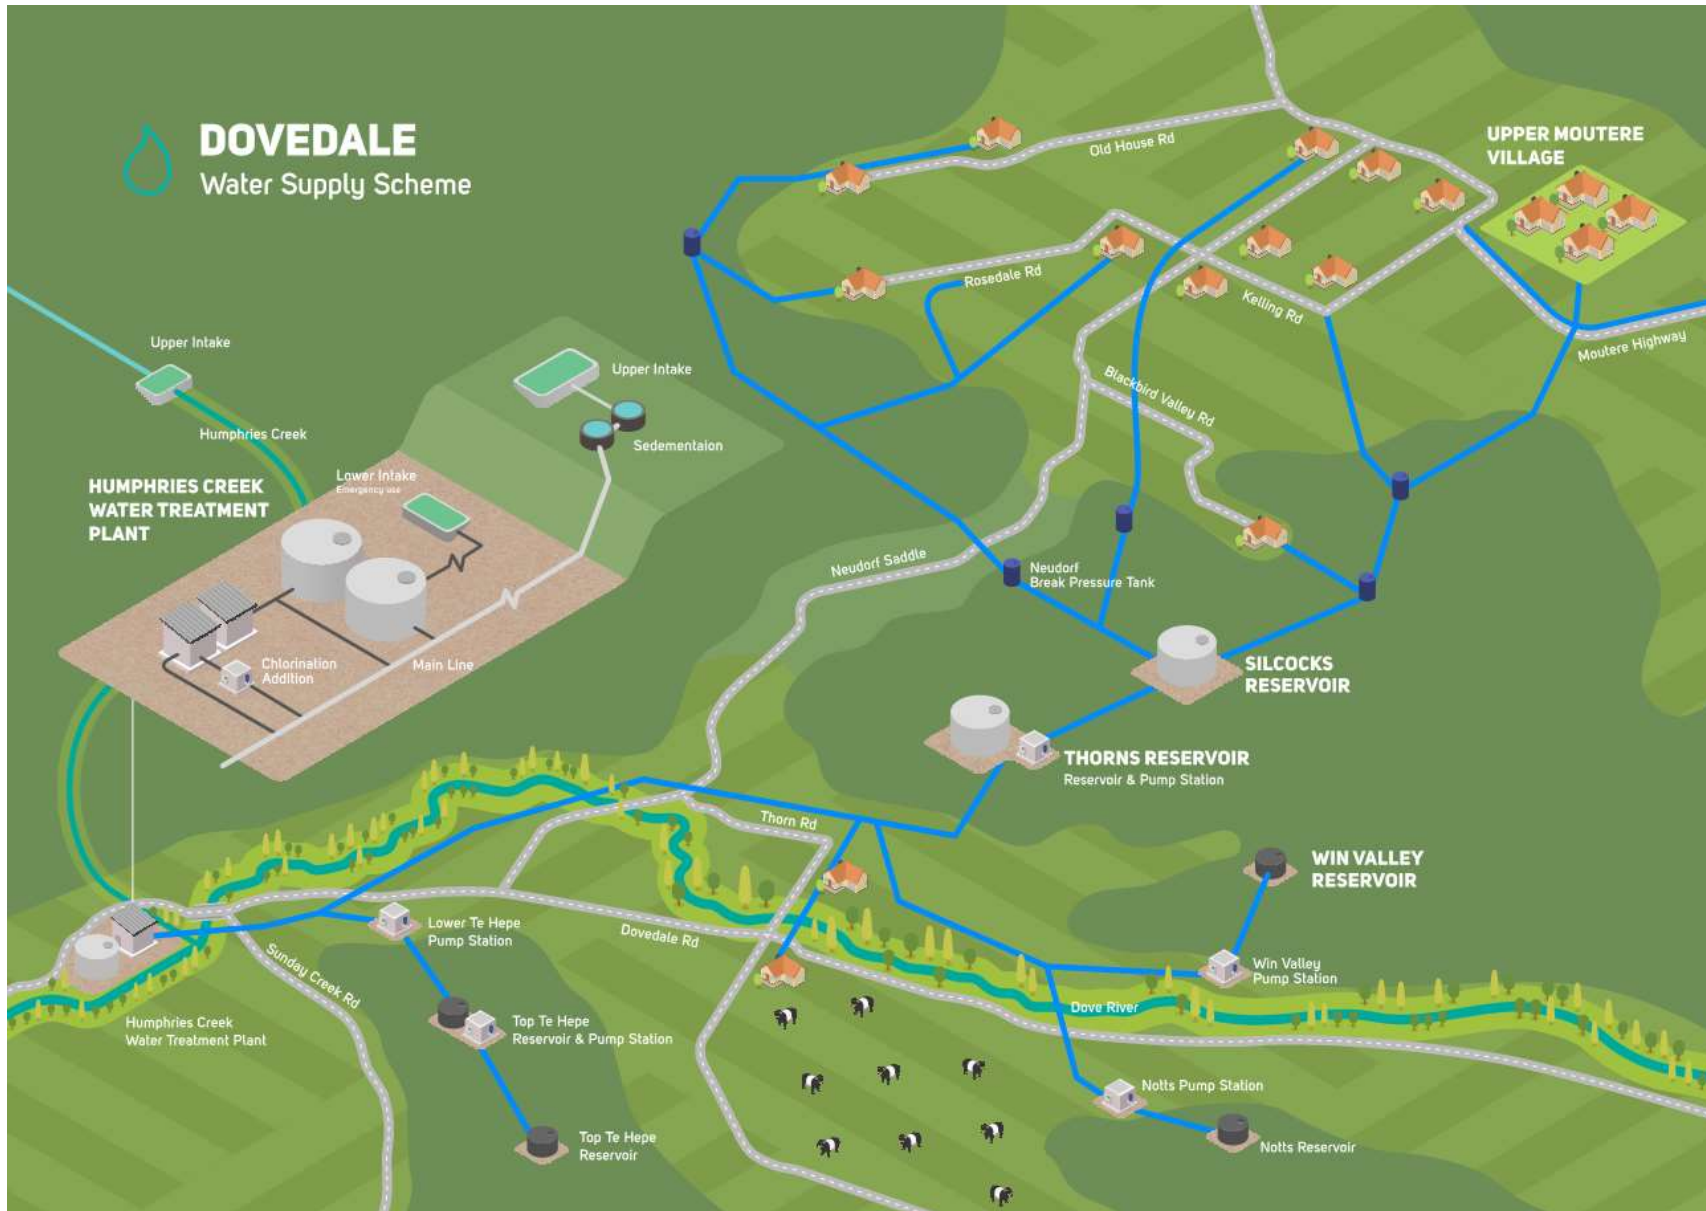 DOVEDALE
Water Supply Scheme
UPPER MOUTERE
VILLAGE
Old House Rd
Rosedale Rd
Kelling Rd
Moutere Highway
Blackbird Valley Rd
Upper Intake
Humphries Creek
Upper Intake
Sedementaion
Lower Intake
Emergency use
HUMPHRIES CREEK
WATER TREATMENT
PLANT
Chlorination
Addition
Main Line
Neudorf Saddle
Neudorf
Break Pressure Tank
SILCOCKS
RESERVOIR
THORNS RESERVOIR
Reservoir & Pump Station
Thorn Rd
WIN VALLEY
RESERVOIR
Lower Te Hepe
Pump Station
Dovedale Rd
Sunday Creek Rd
Win Valley
Pump Station
Dove River
Humphries Creek
Water Treatment Plant
Top Te Hepe
Reservoir & Pump Station
Notts Pump Station
Top Te Hepe
Reservoir
Notts Reservoir